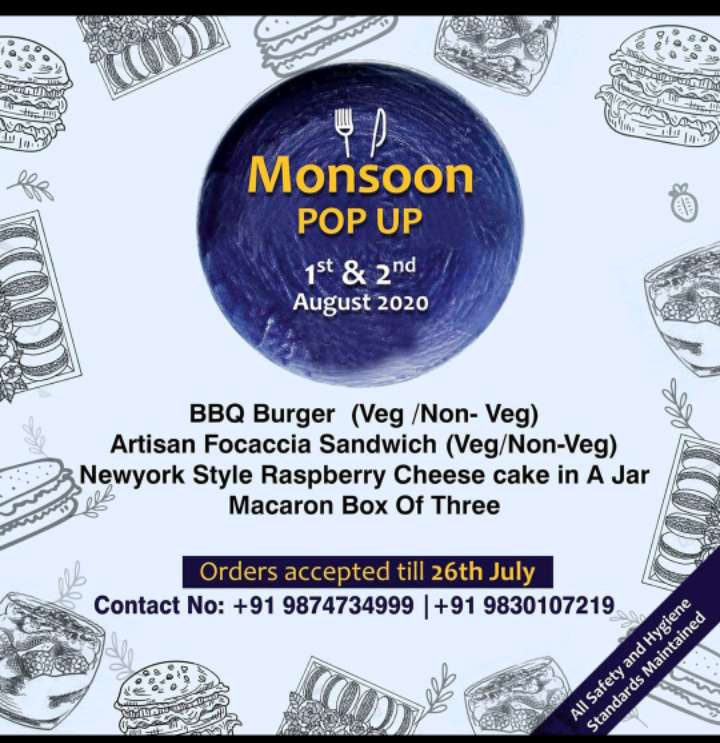 Monsoon
POP UP
1st & 2nd
August 2020
BBQ Burger (Veg /Non- Veg)
Artisan Focaccia Sandwich (Veg/Non-Veg)
Newyork Style Raspberry Cheese cake in A Jar
Macaron Box Of Three
Orders accepted till 26th July
Contact No: +91 9874734999 |+91 9830107219
All Safety and Hygiene
Standards Maintained